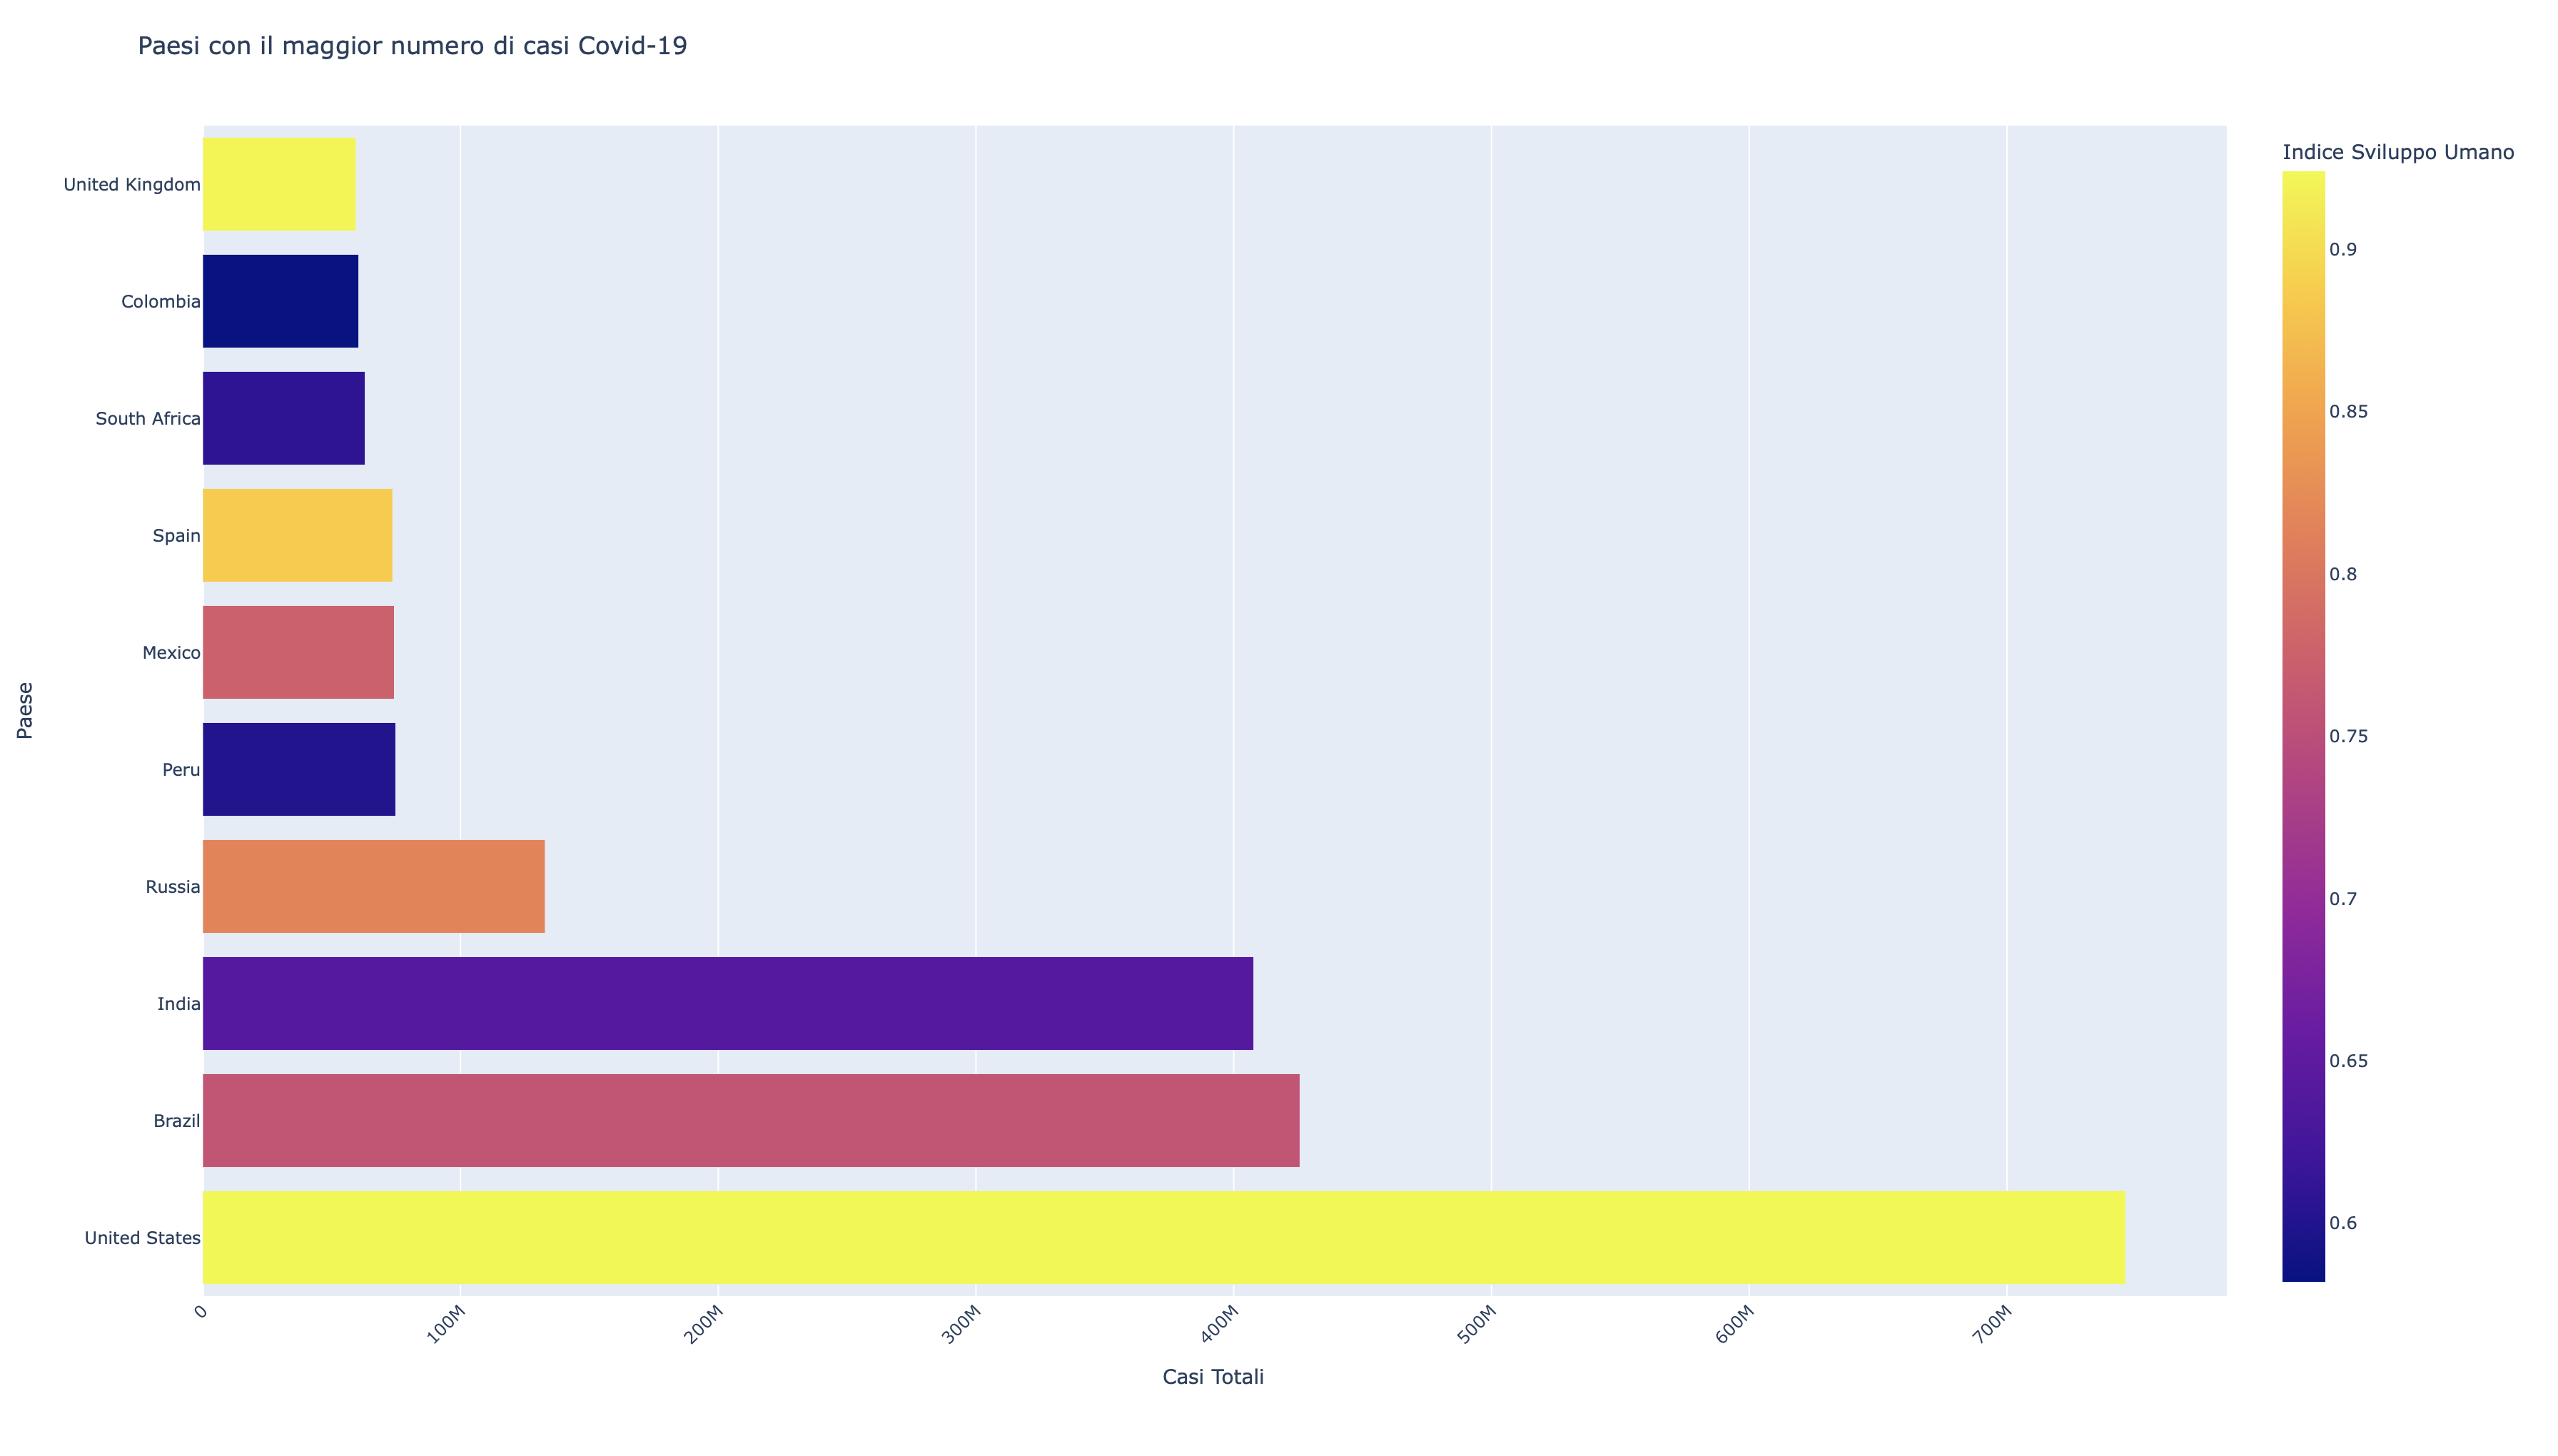 Paesi con il maggior numero di casi Covid-19
United Kingdom
Colombia
South Africa
Spain
Mexico
Peru
Russia
India
Brazil
United States
Paese
0
100M
200M
300M
400M
500M
600M
700M
Casi Totali
Indice Sviluppo Umano
0.9
0.85
0.8
0.75
0.7
0.65
0.6